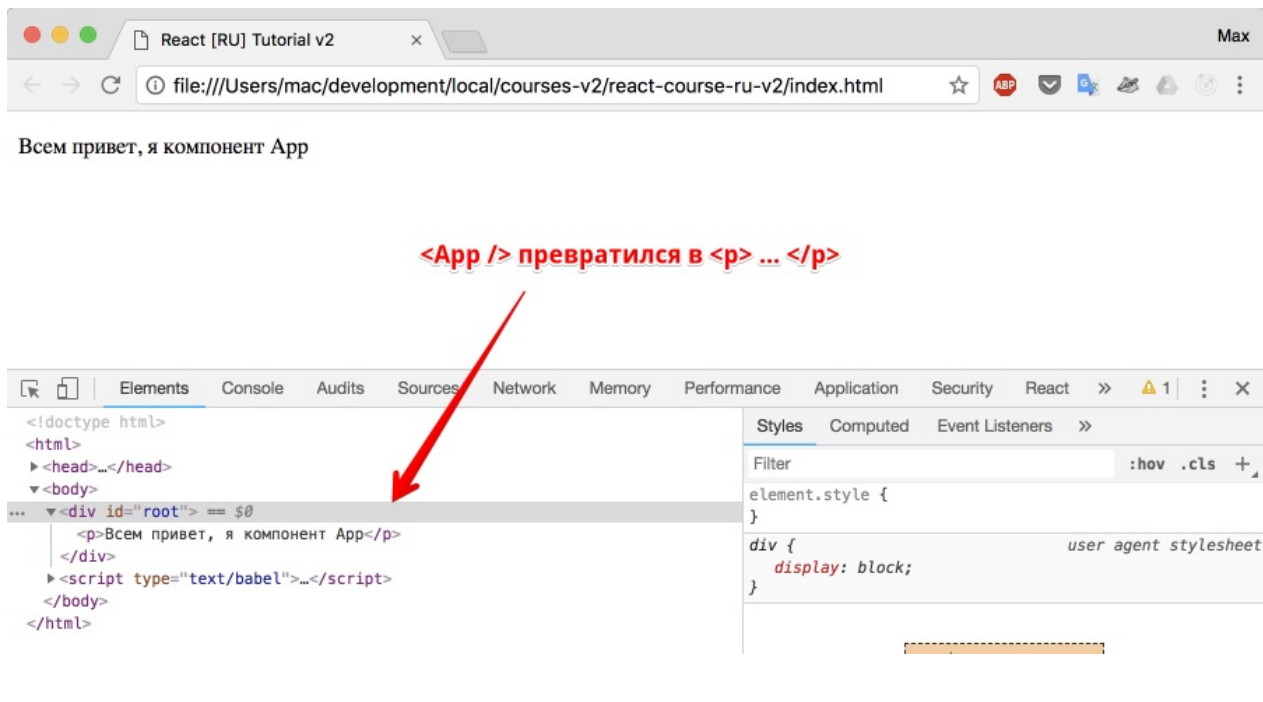 React [RU] Tutorial v2 × Max
file:///Users/mac/development/local/courses-v2/react-course-ru-v2/index.html ABP
Всем привет, я компонент App
<App /> превратился в <p> ... </p>
Elements Console Audits Sources Network Memory Performance Application Security React » 1 ⋮ ×
<!doctype html>
<html>
▶<head>…</head>
▼<body>
... ▼<div id="root"> == $0
<p>Всем привет, я компонент App</p>
</div>
▶<script type="text/babel">…</script>
</body>
</html>
Styles Computed Event Listeners »
Filter :hov .cls +
element.style {
}
div { user agent stylesheet
display: block;
}